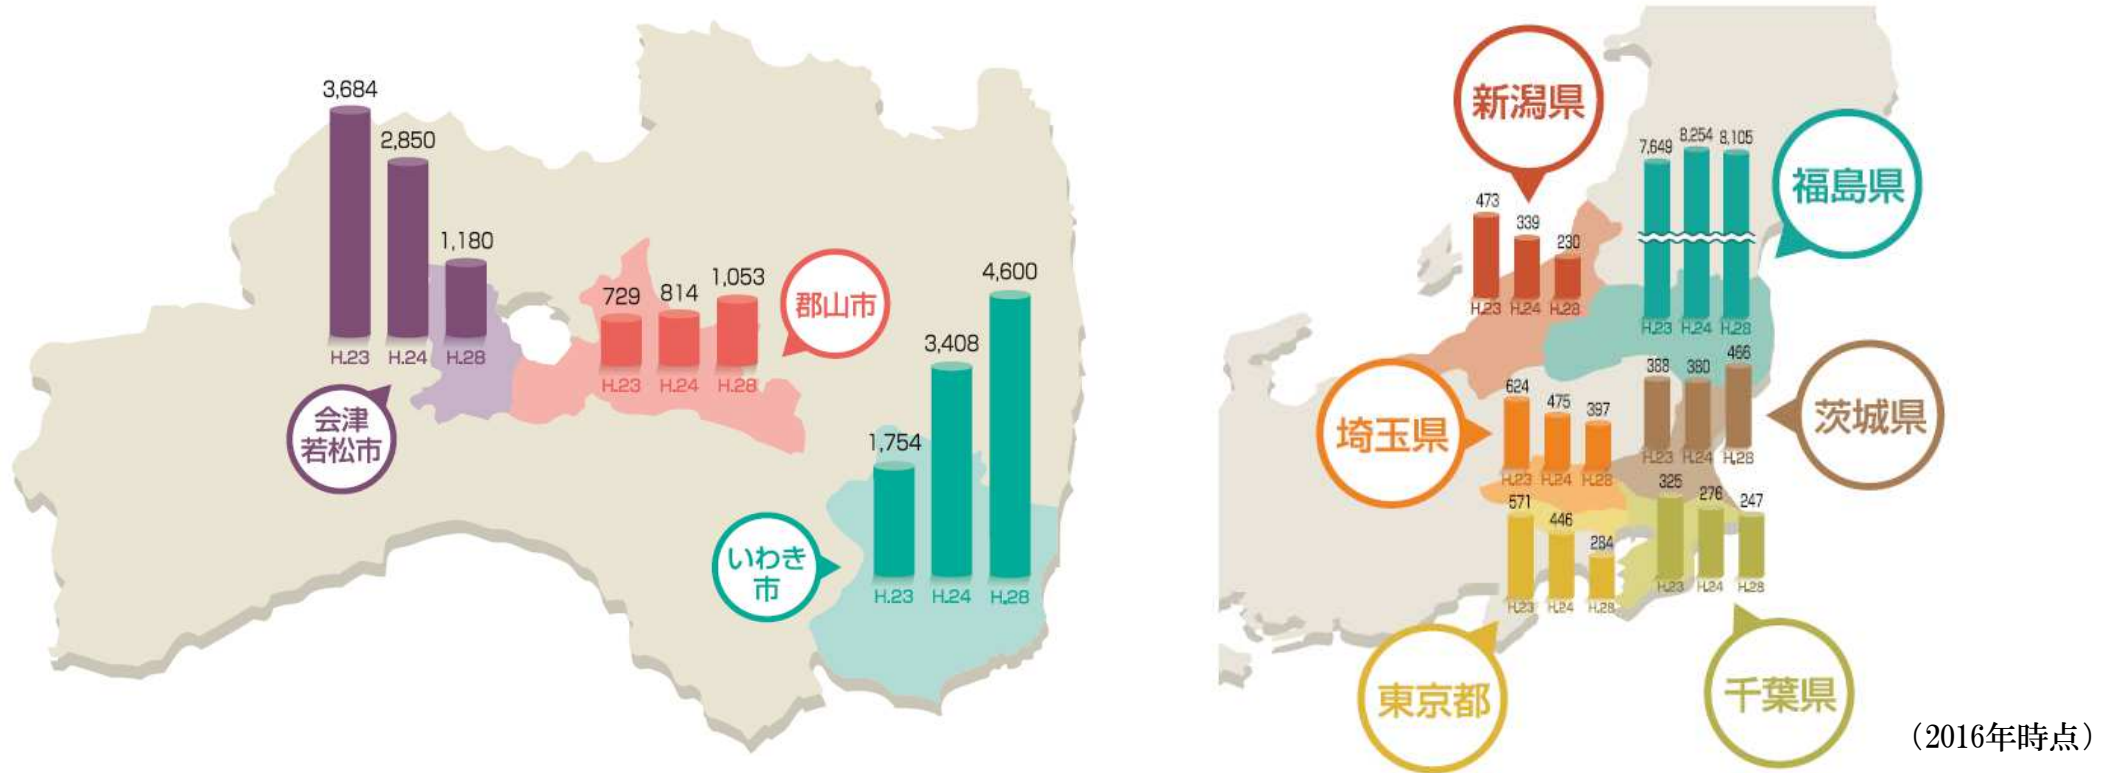 3,684
2,850
1,180
H.23 H.24 H.28
会津
若松市
729 814 1,053
H.23 H.24 H.28
郡山市
1,754
3,408
4,600
H.23 H.24 H.28
いわき
市
新潟県
473
339
230
H.23 H.24 H.28
福島県
7,649 8,254 8,105
H.23 H.24 H.28
埼玉県
624
475
397
H.23 H.24 H.28
茨城県
388 380 466
H.23 H.24 H.28
東京都
571
446
284
H.23 H.24 H.28
千葉県
325
276
247
H.23 H.24 H.28
（2016年時点）